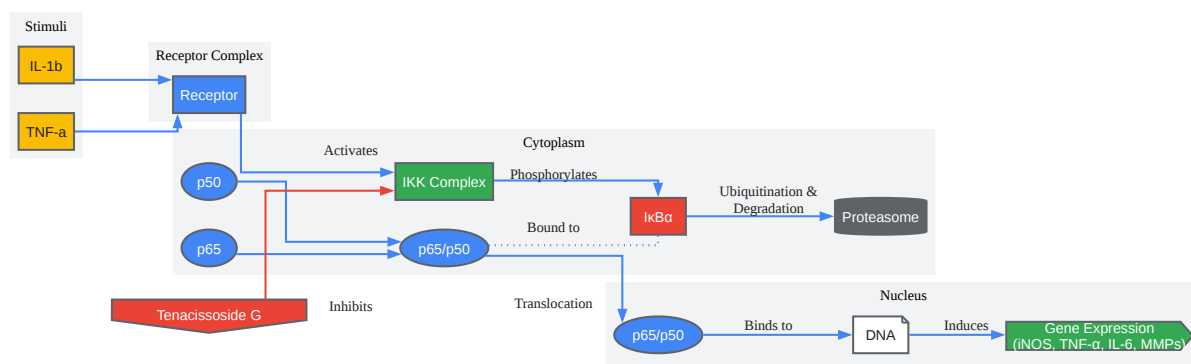 Stimuli
IL-1b
TNF-a
Receptor Complex
Receptor
Cytoplasm
Activates
p50
IKK Complex
Phosphorylates
IκBα
Ubiquitination &
Degradation
Proteasome
p65
p65/p50
Bound to
Tenacissoside G
Inhibits
Translocation
Nucleus
p65/p50
Binds to
DNA
Induces
Gene Expression
(iNOS, TNF-α, IL-6, MMPs)